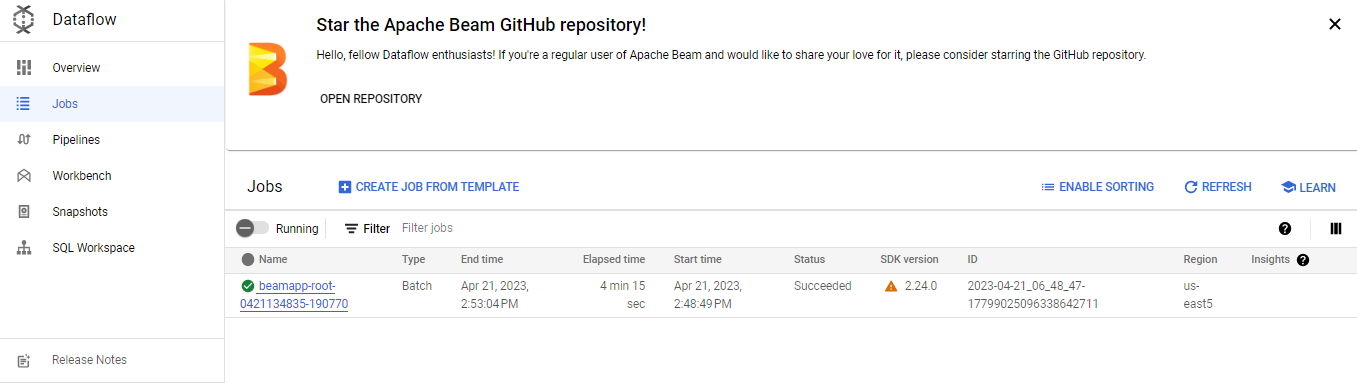 Dataflow
Overview
Jobs
Pipelines
Workbench
Snapshots
SQL Workspace
Release Notes
Star the Apache Beam GitHub repository!
Hello, fellow Dataflow enthusiasts! If you're a regular user of Apache Beam and would like to share your love for it, please consider starring the GitHub repository.
OPEN REPOSITORY
Jobs CREATE JOB FROM TEMPLATE ENABLE SORTING REFRESH LEARN
Running Filter Filter jobs
Name Type End time Elapsed time Start time Status SDK version ID Region Insights
beamapp-root- Batch Apr 21, 2023, 4 min 15 Apr 21, 2023, Succeeded 2.24.0 2023-04-21_06_48_47- us-
0421134835-190770 2:53:04 PM sec 2:48:49 PM 17799025096338642711 east5